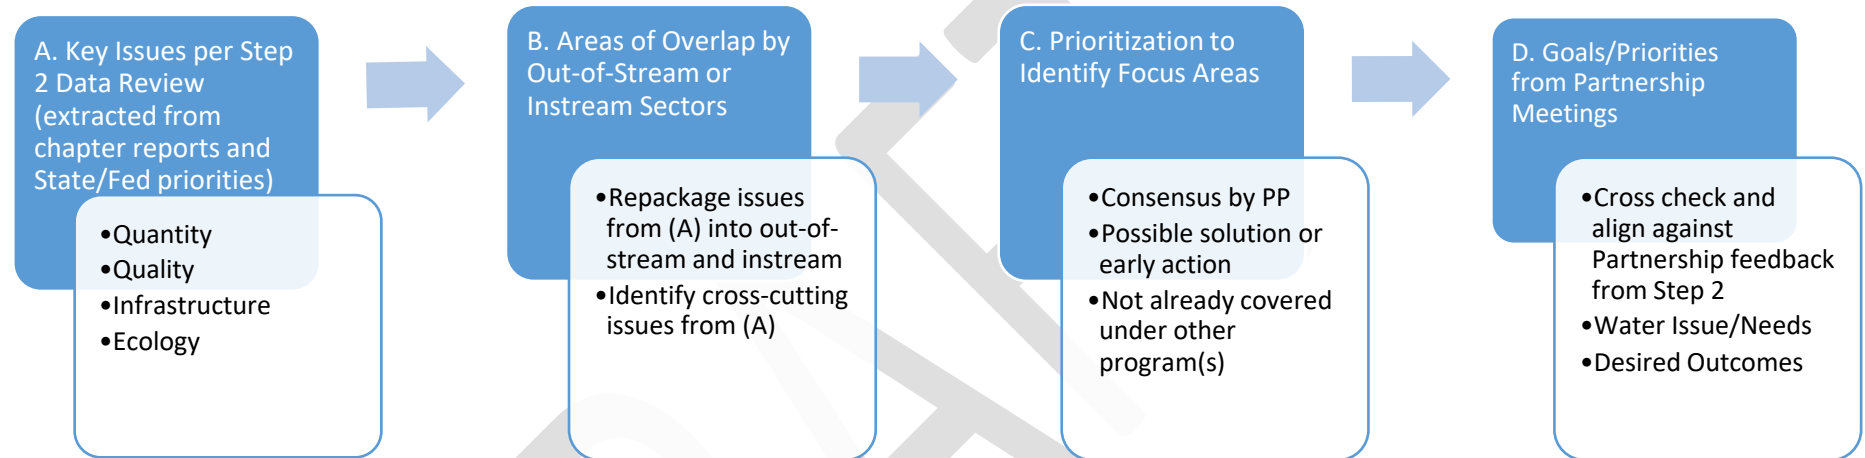 A. Key Issues per Step
2 Data Review
(extracted from
chapter reports and
State/Fed priorities)
•Quantity
•Quality
•Infrastructure
•Ecology
B. Areas of Overlap by
Out-of-Stream or
Instream Sectors
•Repackage issues
from (A) into out-of-
stream and instream
•Identify cross-cutting
issues from (A)
C. Prioritization to
Identify Focus Areas
•Consensus by PP
•Possible solution or
early action
•Not already covered
under other
program(s)
D. Goals/Priorities
from Partnership
Meetings
•Cross check and
align against
Partnership feedback
from Step 2
•Water Issue/Needs
•Desired Outcomes